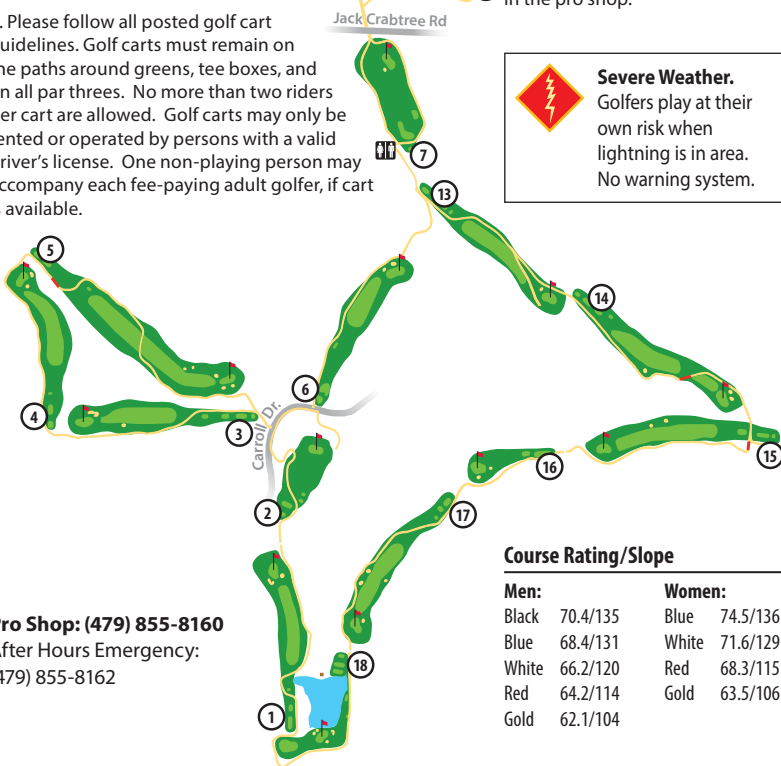 in the pro shop.
. Please follow all posted golf cart
uidelines. Golf carts must remain on
he paths around greens, tee boxes, and
n all par threes. No more than two riders
er cart are allowed. Golf carts may only be
ented or operated by persons with a valid
river's license. One non-playing person may
ccompany each fee-paying adult golfer, if cart
s available.
Jack Crabtree Rd
Severe Weather.
Golfers play at their
own risk when
lightning is in area.
No warning system.
7
13
5
14
6
4
3
Carroll Dr.
15
16
2
17
18
1
Pro Shop: (479) 855-8160
After Hours Emergency:
(479) 855-8162
Course Rating/Slope
Men: Women:
Black 70.4/135 Blue 74.5/136
Blue 68.4/131 White 71.6/129
White 66.2/120 Red 68.3/115
Red 64.2/114 Gold 63.5/106
Gold 62.1/104